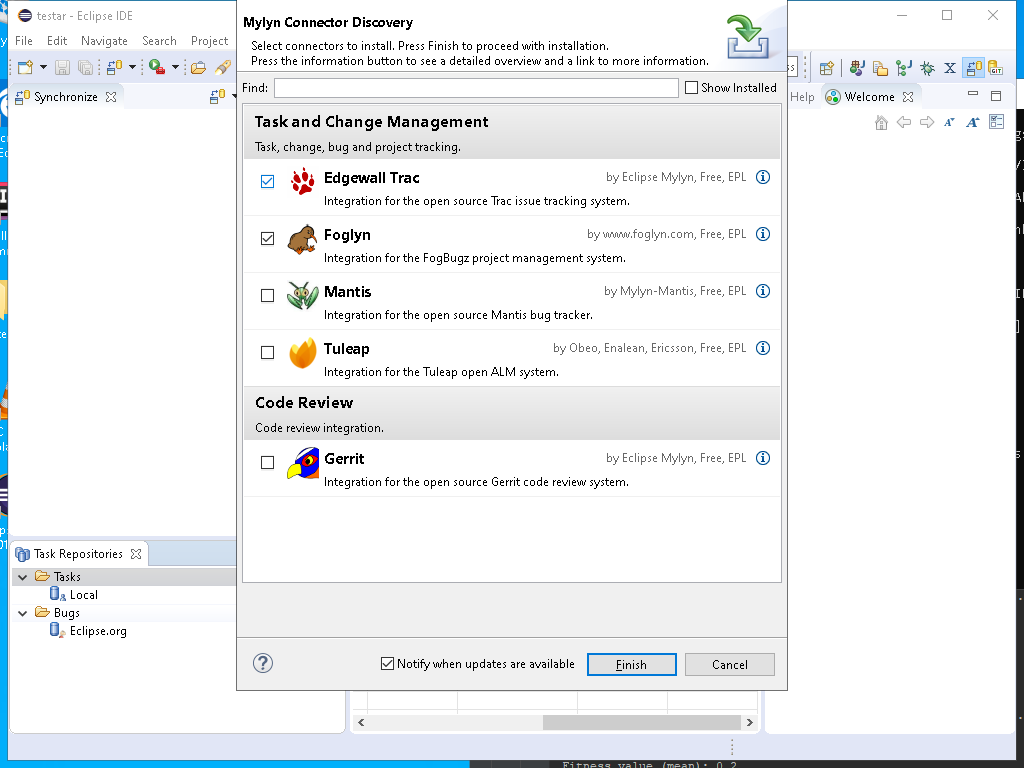 testar - Eclipse IDE
File Edit Navigate Search Project
Help
Synchronize
Welcome
Mylyn Connector Discovery
Select connectors to install. Press Finish to proceed with installation.
Press the information button to see a detailed overview and a link to more information.
Find:
Show Installed
Task and Change Management
Task, change, bug and project tracking.
Edgewall Trac
by Eclipse Mylyn, Free, EPL
Integration for the open source Trac issue tracking system.
Foglyn
by www.foglyn.com, Free, EPL
Integration for the FogBugz project management system.
Mantis
by Mylyn-Mantis, Free, EPL
Integration for the open source Mantis bug tracker.
Tuleap
by Obeo, Enalean, Ericsson, Free, EPL
Integration for the Tuleap open ALM system.
Code Review
Code review integration.
Gerrit
by Eclipse Mylyn, Free, EPL
Integration for the open source Gerrit code review system.
Task Repositories
Tasks
Local
Bugs
Eclipse.org
Notify when updates are available
Finish
Cancel
Fitness value (mean): 0.2